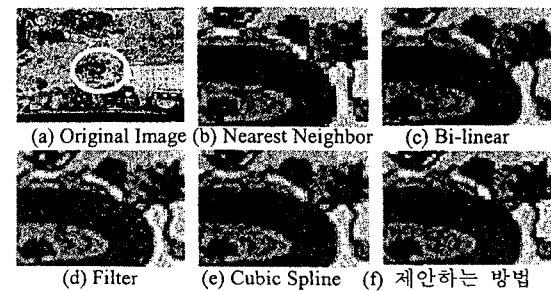 (a) Original Image (b) Nearest Neighbor (c) Bi-linear
(d) Filter (e) Cubic Spline (f) 제안하는 방법